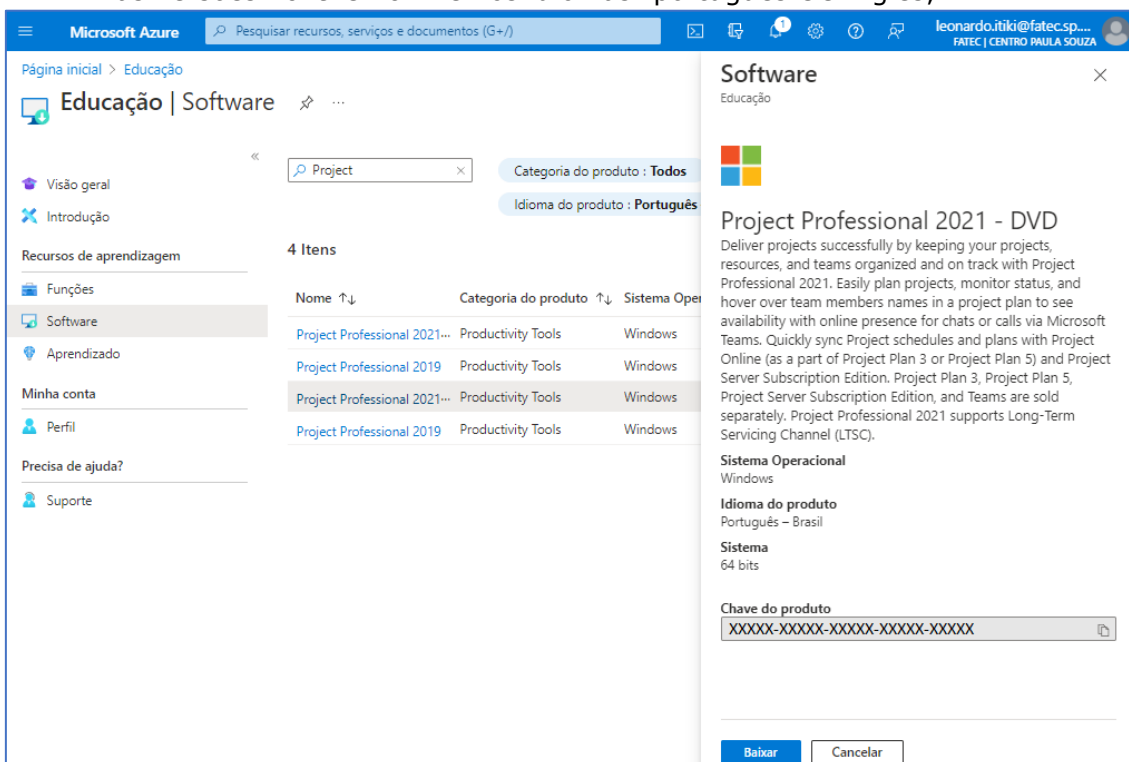 Microsoft Azure
Pesquisar recursos, serviços e documentos (G+/)
1
leonardo.itiki@fatec.sp....
FATEC | CENTRO PAULA SOUZA
Página inicial > Educação
Educação | Software
...
«
Visão geral
Introdução
Recursos de aprendizagem
Funções
Software
Aprendizado
Minha conta
Perfil
Precisa de ajuda?
Suporte
Project
Categoria do produto : Todos
Idioma do produto : Português
4 Itens
Nome ↑↓ Categoria do produto ↑↓ Sistema Oper
Project Professional 2021... Productivity Tools Windows
Project Professional 2019 Productivity Tools Windows
Project Professional 2021... Productivity Tools Windows
Project Professional 2019 Productivity Tools Windows
Software
Educação
Project Professional 2021 - DVD
Deliver projects successfully by keeping your projects,
resources, and teams organized and on track with Project
Professional 2021. Easily plan projects, monitor status, and
hover over team members names in a project plan to see
availability with online presence for chats or calls via Microsoft
Teams. Quickly sync Project schedules and plans with Project
Online (as a part of Project Plan 3 or Project Plan 5) and Project
Server Subscription Edition. Project Plan 3, Project Plan 5,
Project Server Subscription Edition, and Teams are sold
separately. Project Professional 2021 supports Long-Term
Servicing Channel (LTSC).
Sistema Operacional
Windows
Idioma do produto
Português – Brasil
Sistema
64 bits
Chave do produto
XXXXX-XXXXX-XXXXX-XXXXX-XXXXX
Baixar
Cancelar